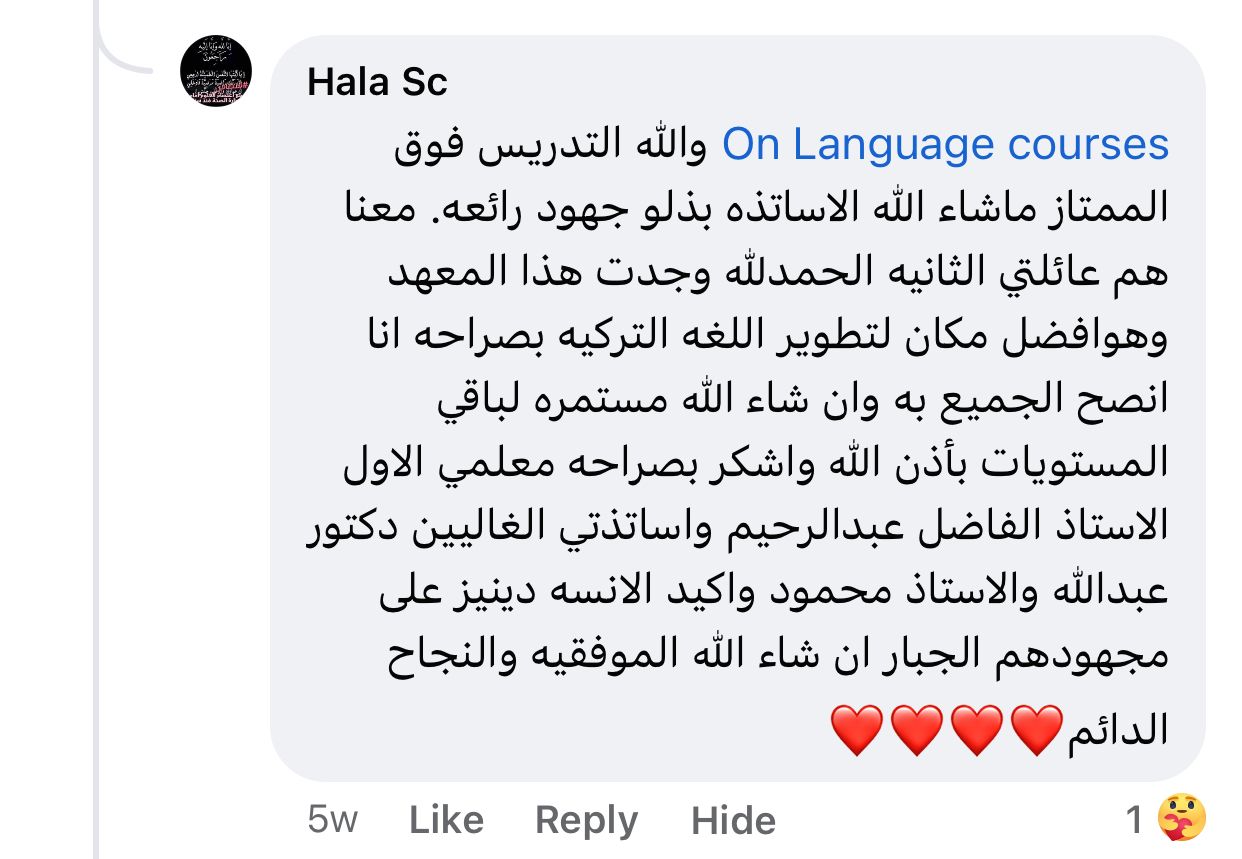 Hala Sc
On Language courses والله التدريس فوق
الممتاز ماشاء الله الاساتذه بذلو جهود رائعه. معنا
هم عائلتي الثانيه الحمدلله وجدت هذا المعهد
وهوافضل مكان لتطوير اللغه التركيه بصراحه انا
انصح الجميع به وان شاء الله مستمره لباقي
المستويات بأذن الله واشكر بصراحه معلمي الاول
الاستاذ الفاضل عبدالرحيم واساتذتي الغاليين دكتور
عبدالله والاستاذ محمود واكيد الانسه دينيز على
مجهودهم الجبار ان شاء الله الموفقيه والنجاح
الدائم❤️❤️❤️❤️
5w Like Reply Hide 1